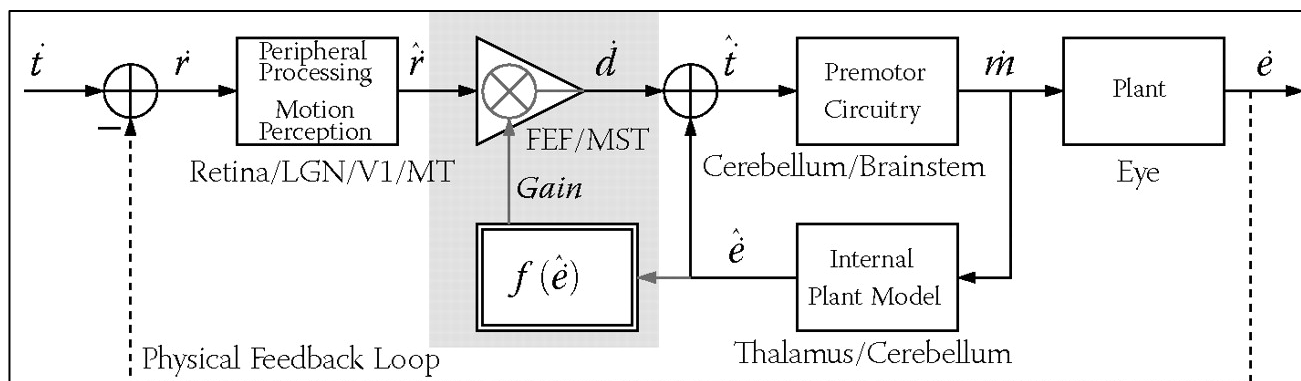 ṫ
ṙ
Peripheral
Processing
Motion
Perception
Retina/LGN/V1/MT
r̂̇
ḋ
FEF/MST
Gain
f (ê̇)
t̂̇
Premotor
Circuitry
Cerebellum/Brainstem
ṁ
Plant
Eye
ė
−
ê̇
Internal
Plant Model
Thalamus/Cerebellum
Physical Feedback Loop